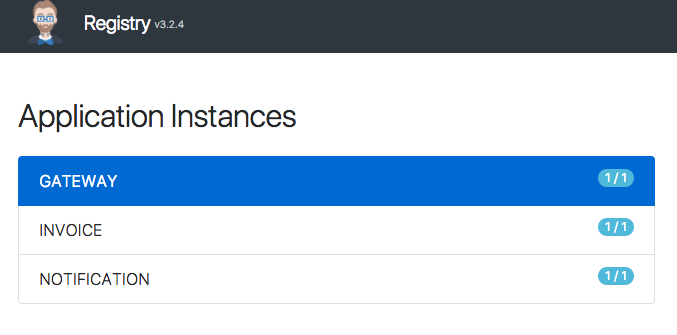 Registry v3.2.4
Application Instances
GATEWAY 1 / 1
INVOICE 1 / 1
NOTIFICATION 1 / 1